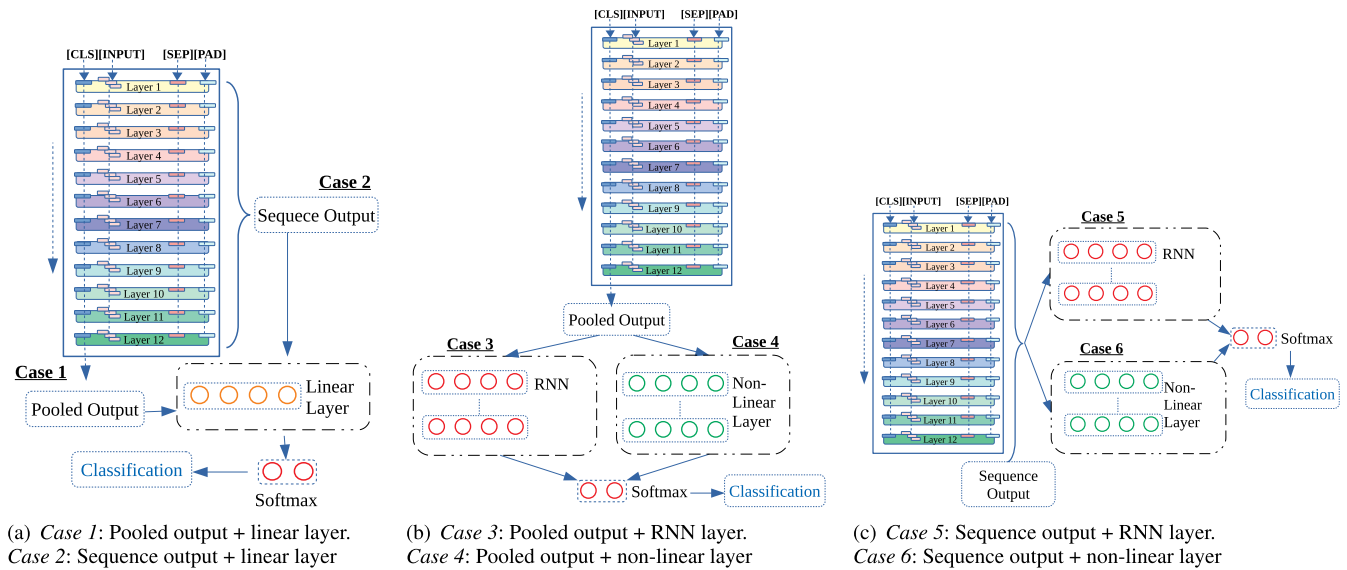 [CLS][INPUT] [SEP][PAD]
Layer 1
Layer 2
Layer 3
Layer 4
Layer 5
Layer 6
Layer 7
Layer 8
Layer 9
Layer 10
Layer 11
Layer 12
Case 2
Sequece Output
Case 1
Pooled Output
Linear
Layer
Classification
Softmax
(a) Case 1: Pooled output + linear layer.
Case 2: Sequence output + linear layer
[CLS][INPUT] [SEP][PAD]
Layer 1
Layer 2
Layer 3
Layer 4
Layer 5
Layer 6
Layer 7
Layer 8
Layer 9
Layer 10
Layer 11
Layer 12
Pooled Output
Case 3
RNN
Case 4
Non-
Linear
Layer
Softmax
Classification
(b) Case 3: Pooled output + RNN layer.
Case 4: Pooled output + non-linear layer
[CLS][INPUT] [SEP][PAD]
Layer 1
Layer 2
Layer 3
Layer 4
Layer 5
Layer 6
Layer 7
Layer 8
Layer 9
Layer 10
Layer 11
Layer 12
Case 5
RNN
Case 6
Non-
Linear
Layer
Softmax
Classification
Sequence
Output
(c) Case 5: Sequence output + RNN layer.
Case 6: Sequence output + non-linear layer